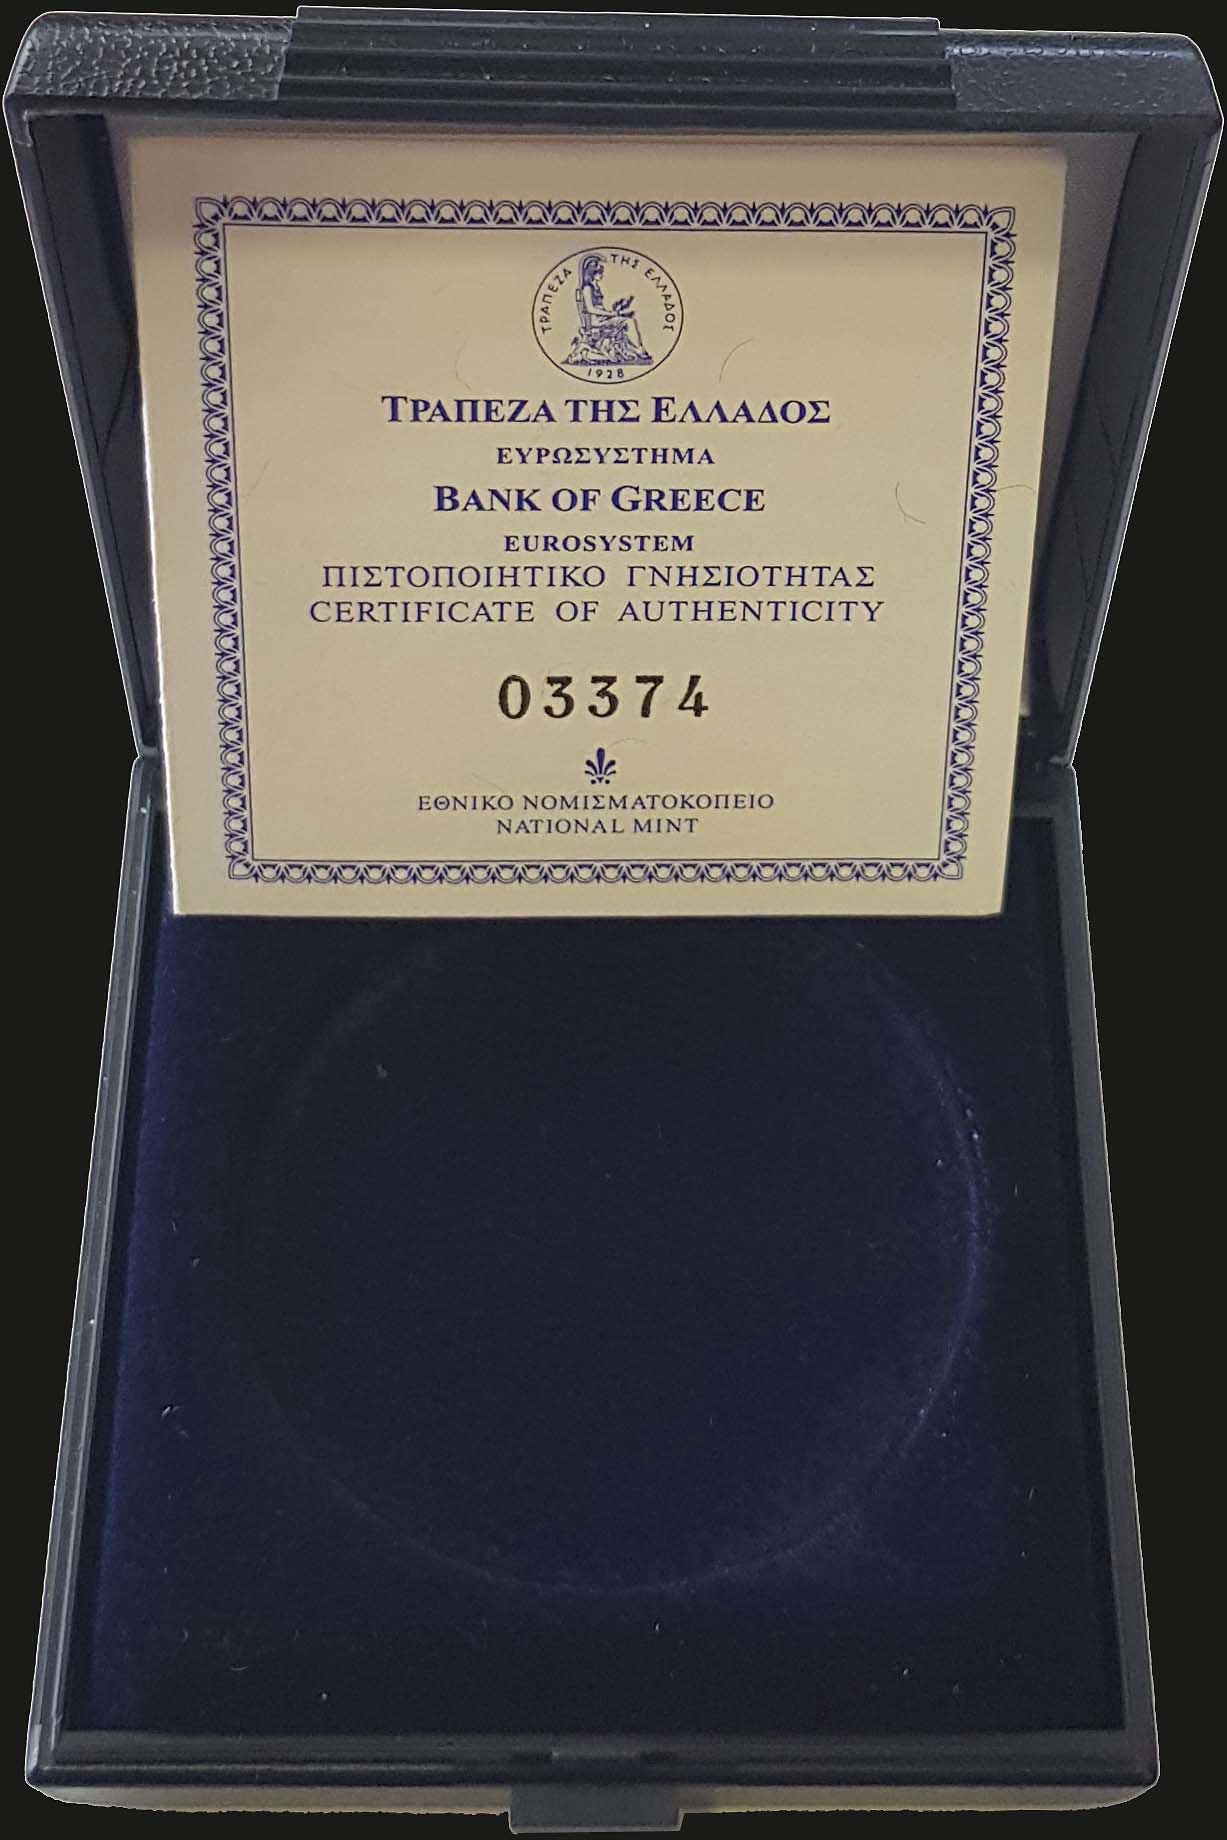 ΤΡΑΠΕΖΑ ΤΗΣ ΕΛΛΑΔΟΣ
1928
ΤΡΑΠΕΖΑ ΤΗΣ ΕΛΛΑΔΟΣ
ΕΥΡΩΣΥΣΤΗΜΑ
BANK OF GREECE
EUROSYSTEM
ΠΙΣΤΟΠΟΙΗΤΙΚΟ ΓΝΗΣΙΟΤΗΤΑΣ
CERTIFICATE OF AUTHENTICITY
03374
ΕΘΝΙΚΟ ΝΟΜΙΣΜΑΤΟΚΟΠΕΙΟ
NATIONAL MINT